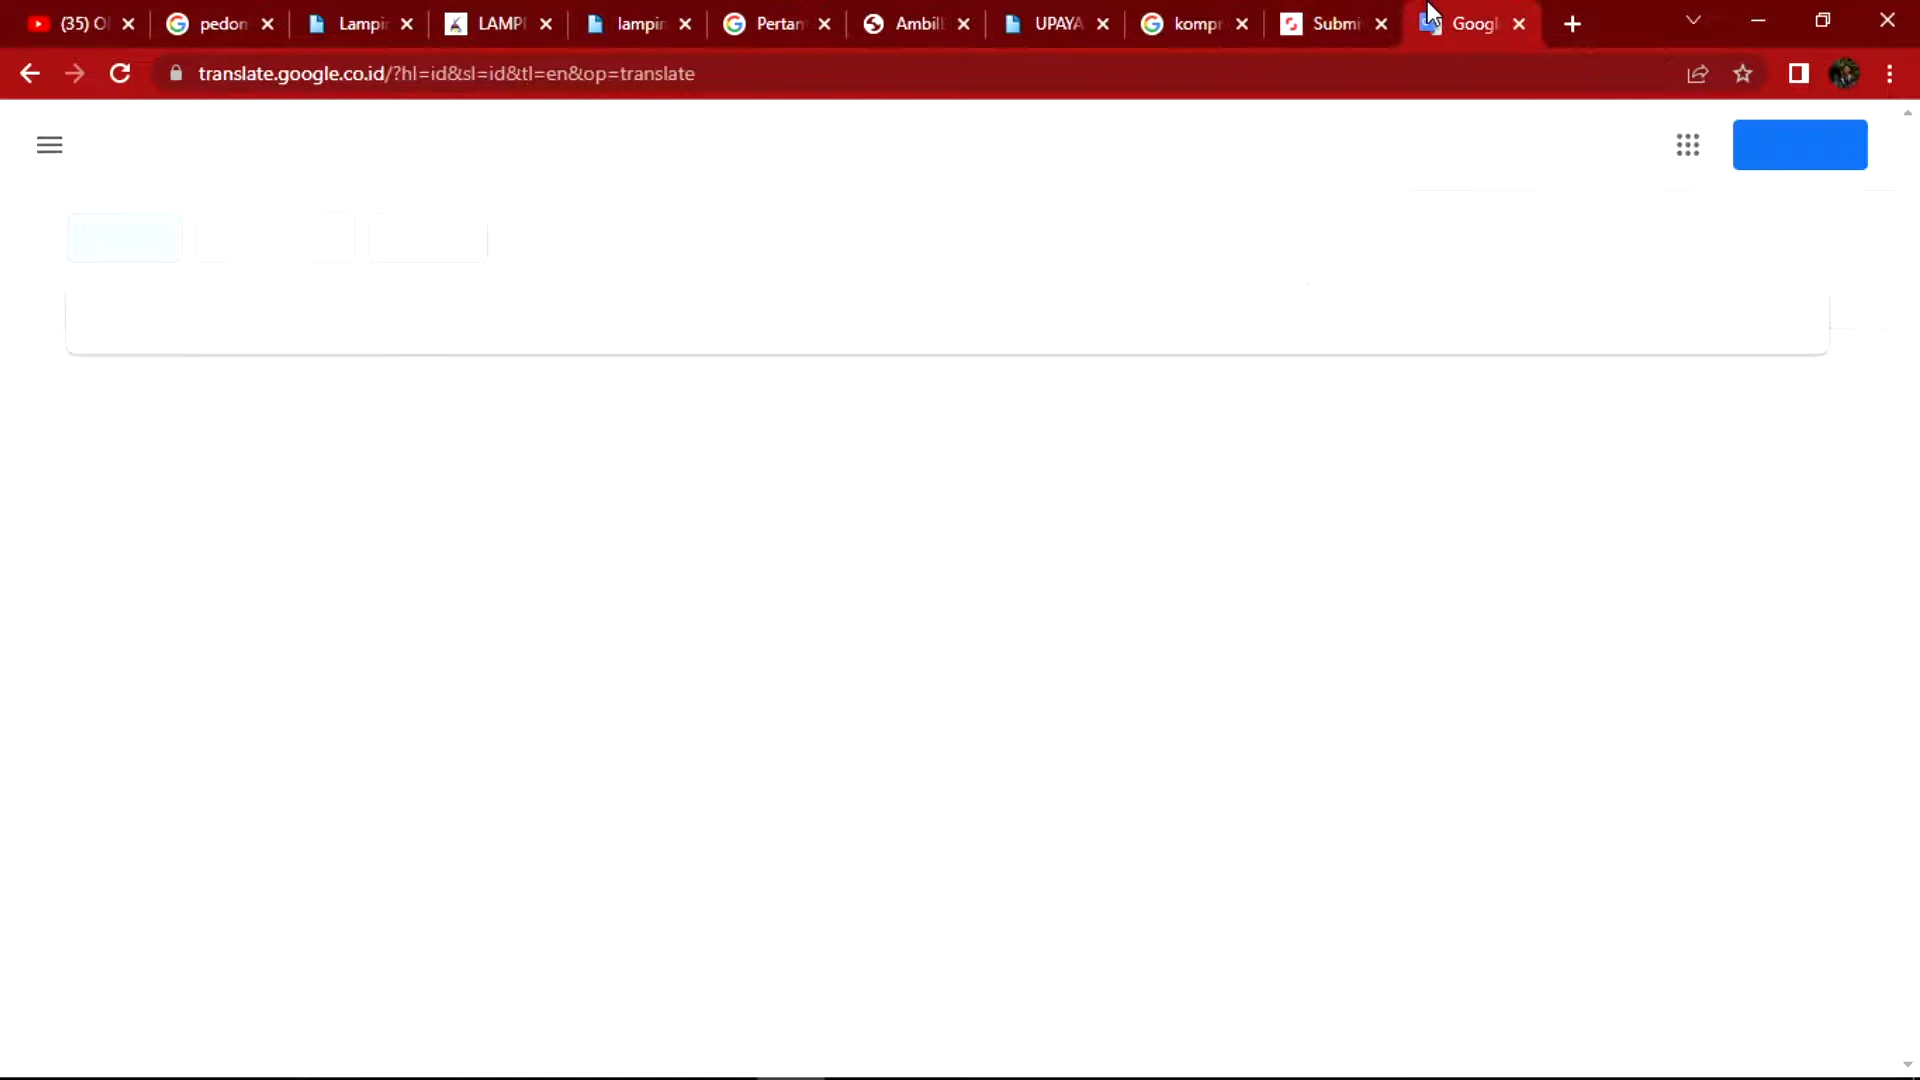 (35) O
pedon
Lampi
LAMPI
lampir
Pertan
Ambil
UPAYA
kompr
Submi
Googl
translate.google.co.id/?hl=id&sl=id&tl=en&op=translate